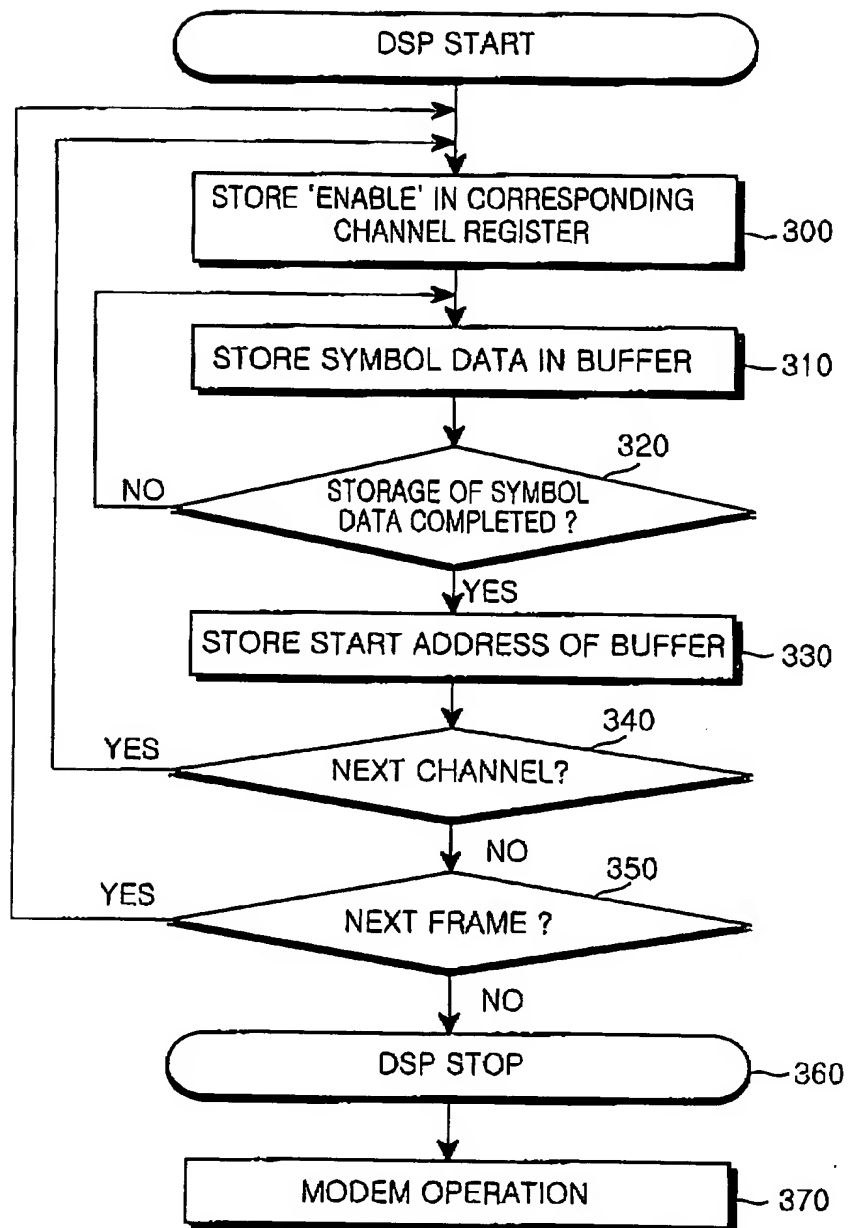 DSP START
STORE 'ENABLE' IN CORRESPONDING
CHANNEL REGISTER
300
STORE SYMBOL DATA IN BUFFER
310
320
NO
STORAGE OF SYMBOL
DATA COMPLETED ?
YES
STORE START ADDRESS OF BUFFER
330
340
YES
NEXT CHANNEL?
NO
350
YES
NEXT FRAME ?
NO
DSP STOP
360
MODEM OPERATION
370